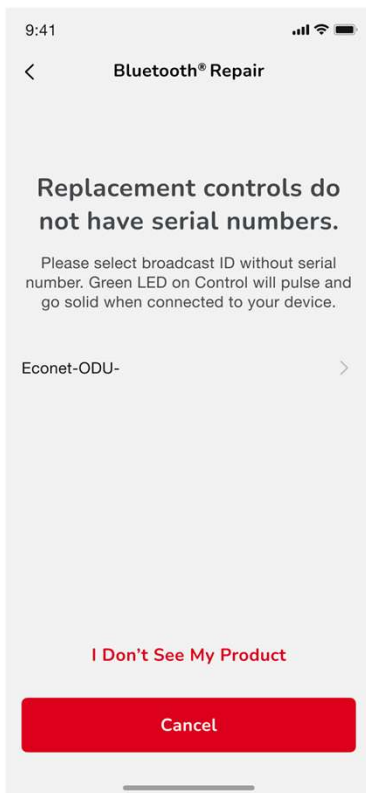 9:41
Bluetooth® Repair
Replacement controls do
not have serial numbers.
Please select broadcast ID without serial
number. Green LED on Control will pulse and
go solid when connected to your device.
Econet-ODU-
I Don't See My Product
Cancel